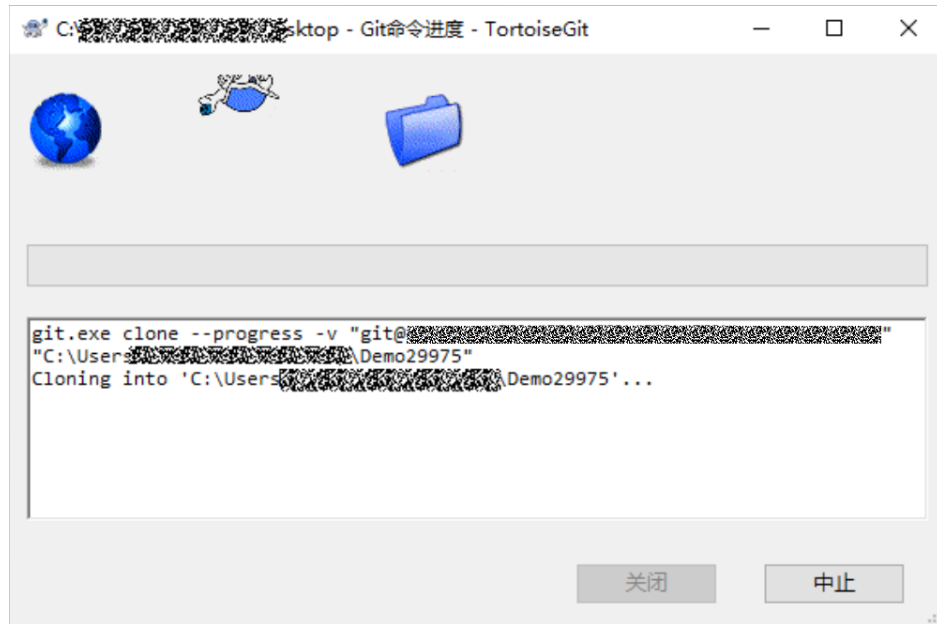 C:\sktop - Git命令进度 - TortoiseGit
git.exe clone --progress -v "git@"
"C:\Users\Demo29975"
Cloning into 'C:\Users\Demo29975'...
关闭
中止